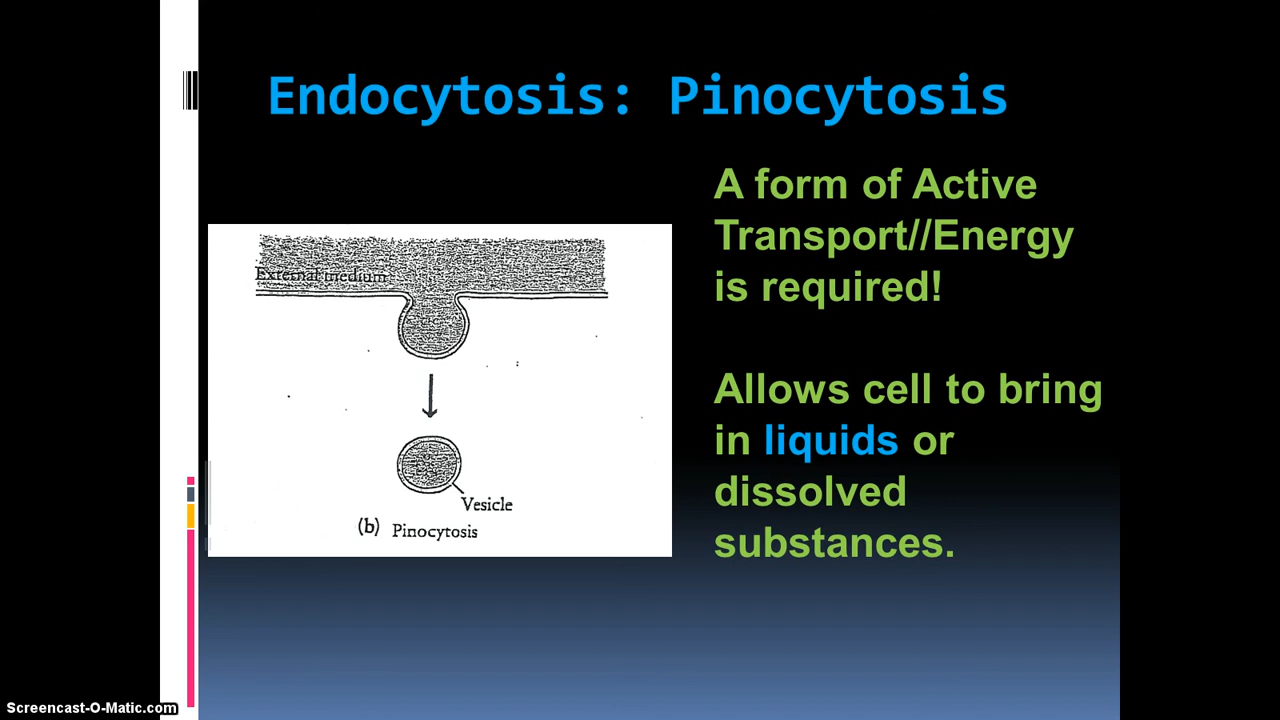 Endocytosis: Pinocytosis
A form of Active
Transport//Energy
is required!
Allows cell to bring
in liquids or
dissolved
substances.
External medium
Vesicle
(b) Pinocytosis
Screencast-O-Matic.com